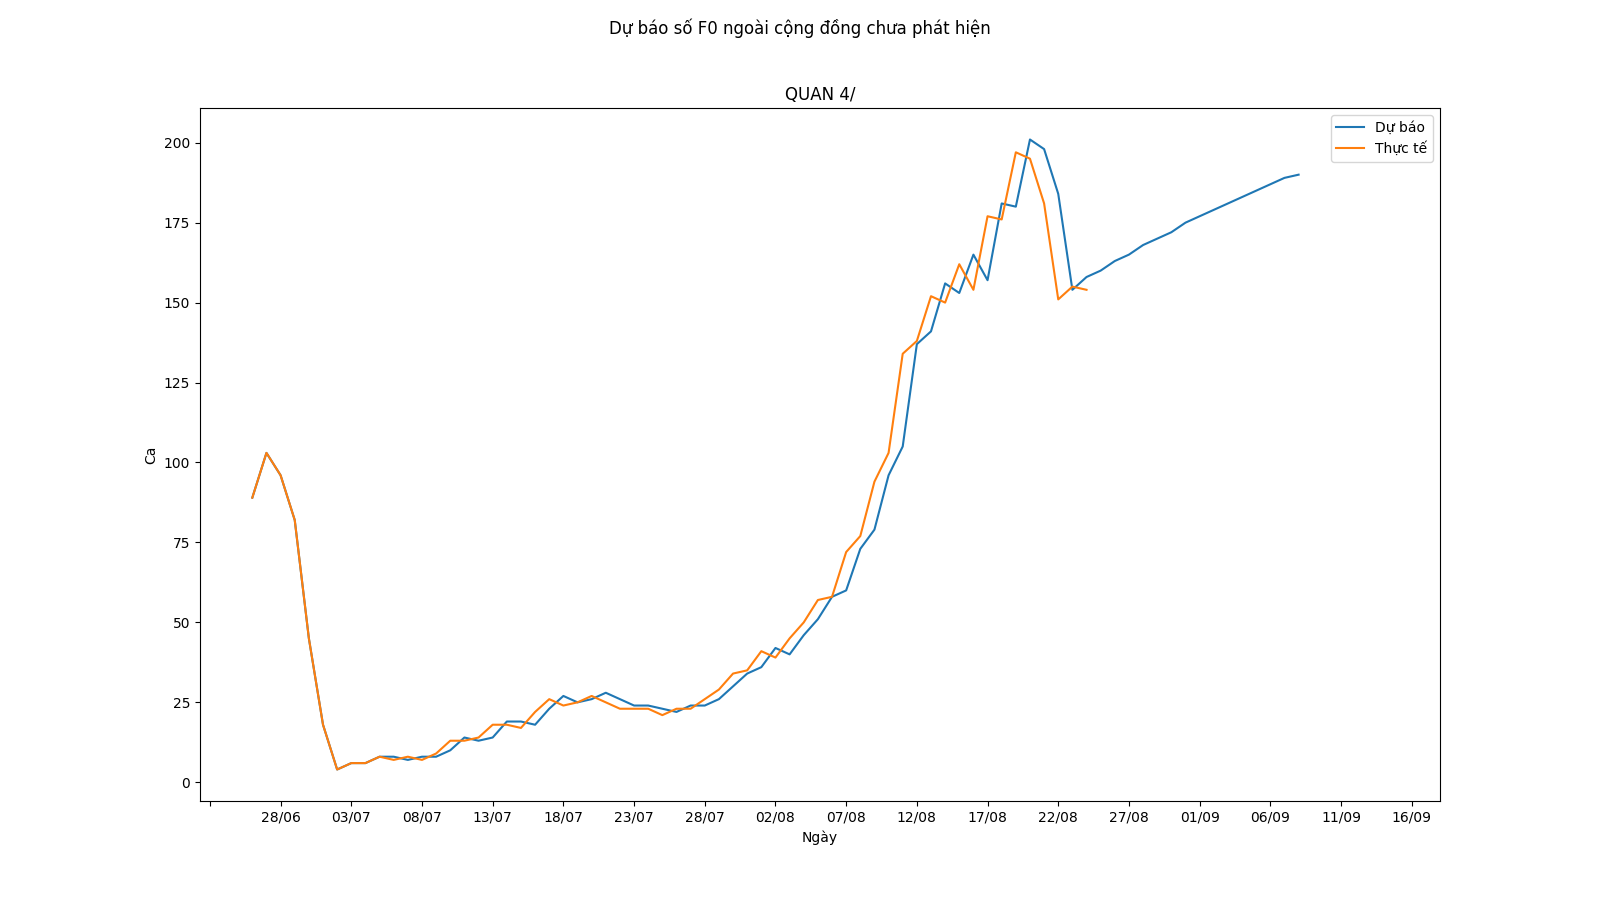 Dự báo số F0 ngoài cộng đồng chưa phát hiện
QUAN 4/
Dự báo
Thực tế
200
175
150
125
100
75
50
25
0
Ca
28/06 03/07 08/07 13/07 18/07 23/07 28/07 02/08 07/08 12/08 17/08 22/08 27/08 01/09 06/09 11/09 16/09
Ngày